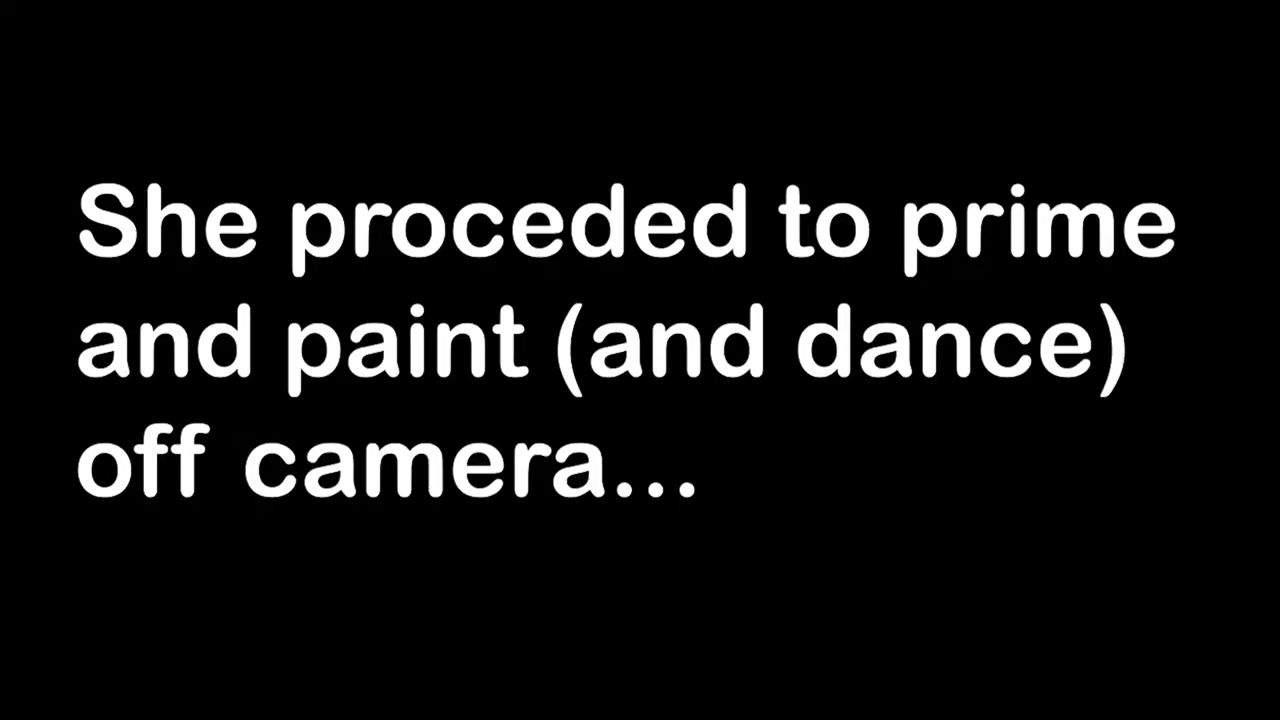 She proceded to prime
and paint (and dance)
off camera...